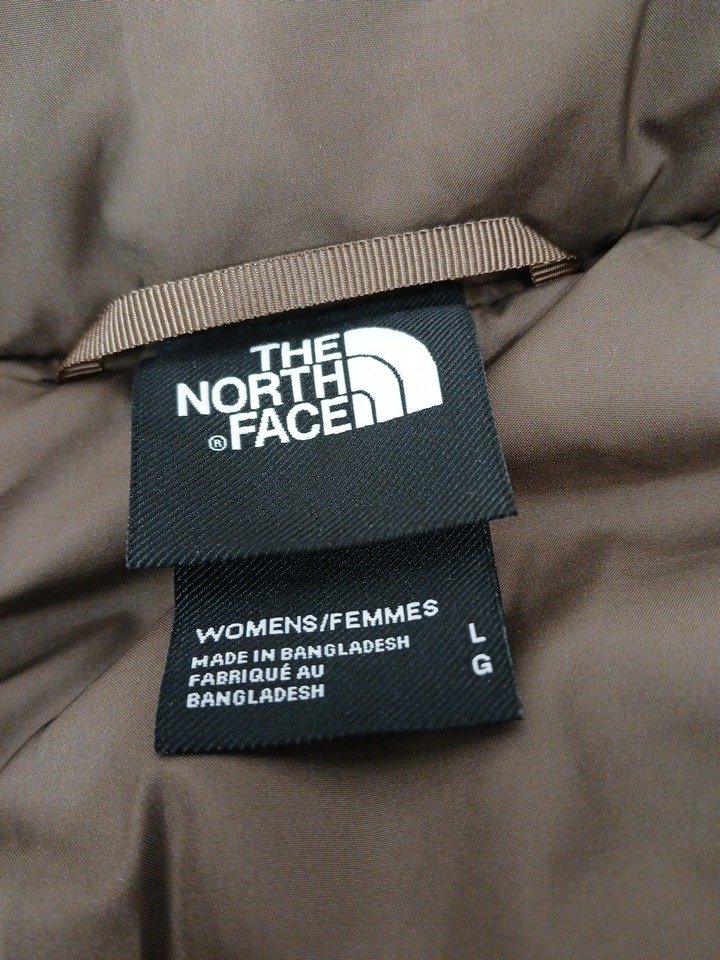 THE
NORTH
® FACE
WOMENS/FEMMES
MADE IN BANGLADESH
FABRIQUÉ AU
BANGLADESH
L
G